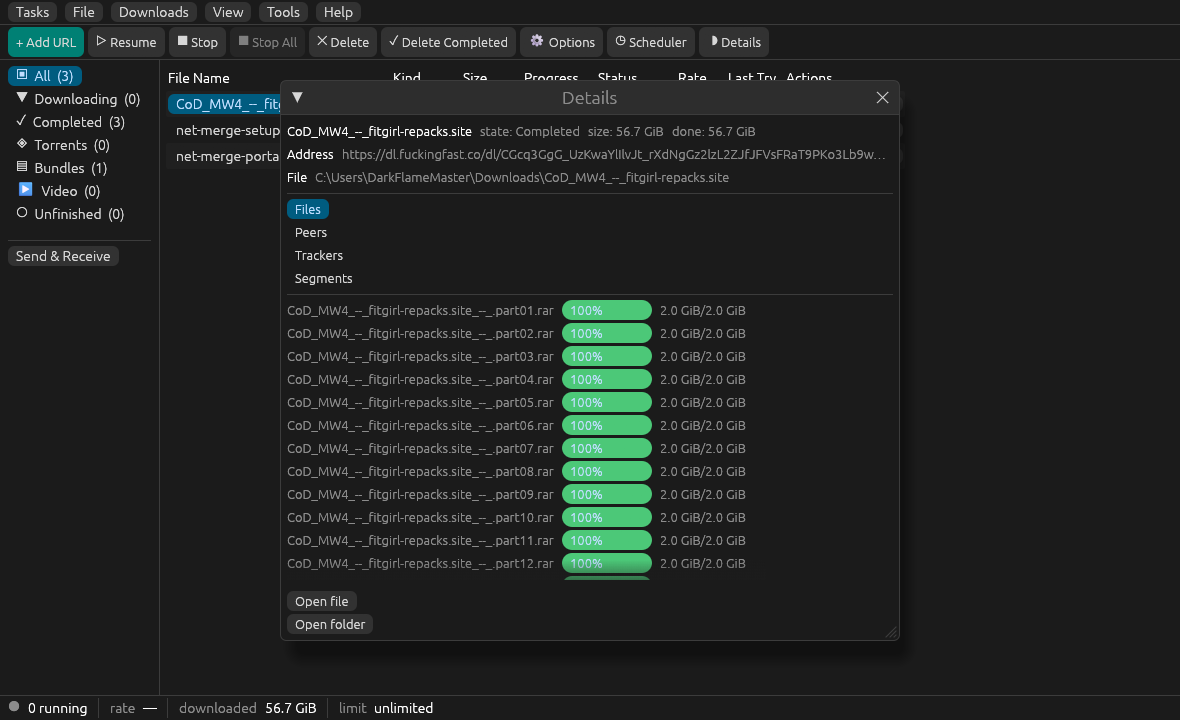 Tasks File Downloads View Tools Help
+ Add URL Resume Stop Stop All Delete Delete Completed Options Scheduler Details
All (3)
Downloading (0)
Completed (3)
Torrents (0)
Bundles (1)
Video (0)
Unfinished (0)
Send & Receive
File Name Kind Size Progress Status Rate Last Try Actions
CoD_MW4_--_fitg
net-merge-setup
net-merge-porta
Details
CoD_MW4_--_fitgirl-repacks.site state: Completed size: 56.7 GiB done: 56.7 GiB
Address https://dl.fuckingfast.co/dl/CGcq3GgG_UzKwaYlIlvJt_rXdNgGz2lzL2ZJfJFVsFRaT9PKo3Lb9w...
File C:\Users\DarkFlameMaster\Downloads\CoD_MW4_--_fitgirl-repacks.site
Files
Peers
Trackers
Segments
CoD_MW4_--_fitgirl-repacks.site_--_.part01.rar 100% 2.0 GiB/2.0 GiB
CoD_MW4_--_fitgirl-repacks.site_--_.part02.rar 100% 2.0 GiB/2.0 GiB
CoD_MW4_--_fitgirl-repacks.site_--_.part03.rar 100% 2.0 GiB/2.0 GiB
CoD_MW4_--_fitgirl-repacks.site_--_.part04.rar 100% 2.0 GiB/2.0 GiB
CoD_MW4_--_fitgirl-repacks.site_--_.part05.rar 100% 2.0 GiB/2.0 GiB
CoD_MW4_--_fitgirl-repacks.site_--_.part06.rar 100% 2.0 GiB/2.0 GiB
CoD_MW4_--_fitgirl-repacks.site_--_.part07.rar 100% 2.0 GiB/2.0 GiB
CoD_MW4_--_fitgirl-repacks.site_--_.part08.rar 100% 2.0 GiB/2.0 GiB
CoD_MW4_--_fitgirl-repacks.site_--_.part09.rar 100% 2.0 GiB/2.0 GiB
CoD_MW4_--_fitgirl-repacks.site_--_.part10.rar 100% 2.0 GiB/2.0 GiB
CoD_MW4_--_fitgirl-repacks.site_--_.part11.rar 100% 2.0 GiB/2.0 GiB
CoD_MW4_--_fitgirl-repacks.site_--_.part12.rar 100% 2.0 GiB/2.0 GiB
Open file
Open folder
0 running rate — downloaded 56.7 GiB limit unlimited